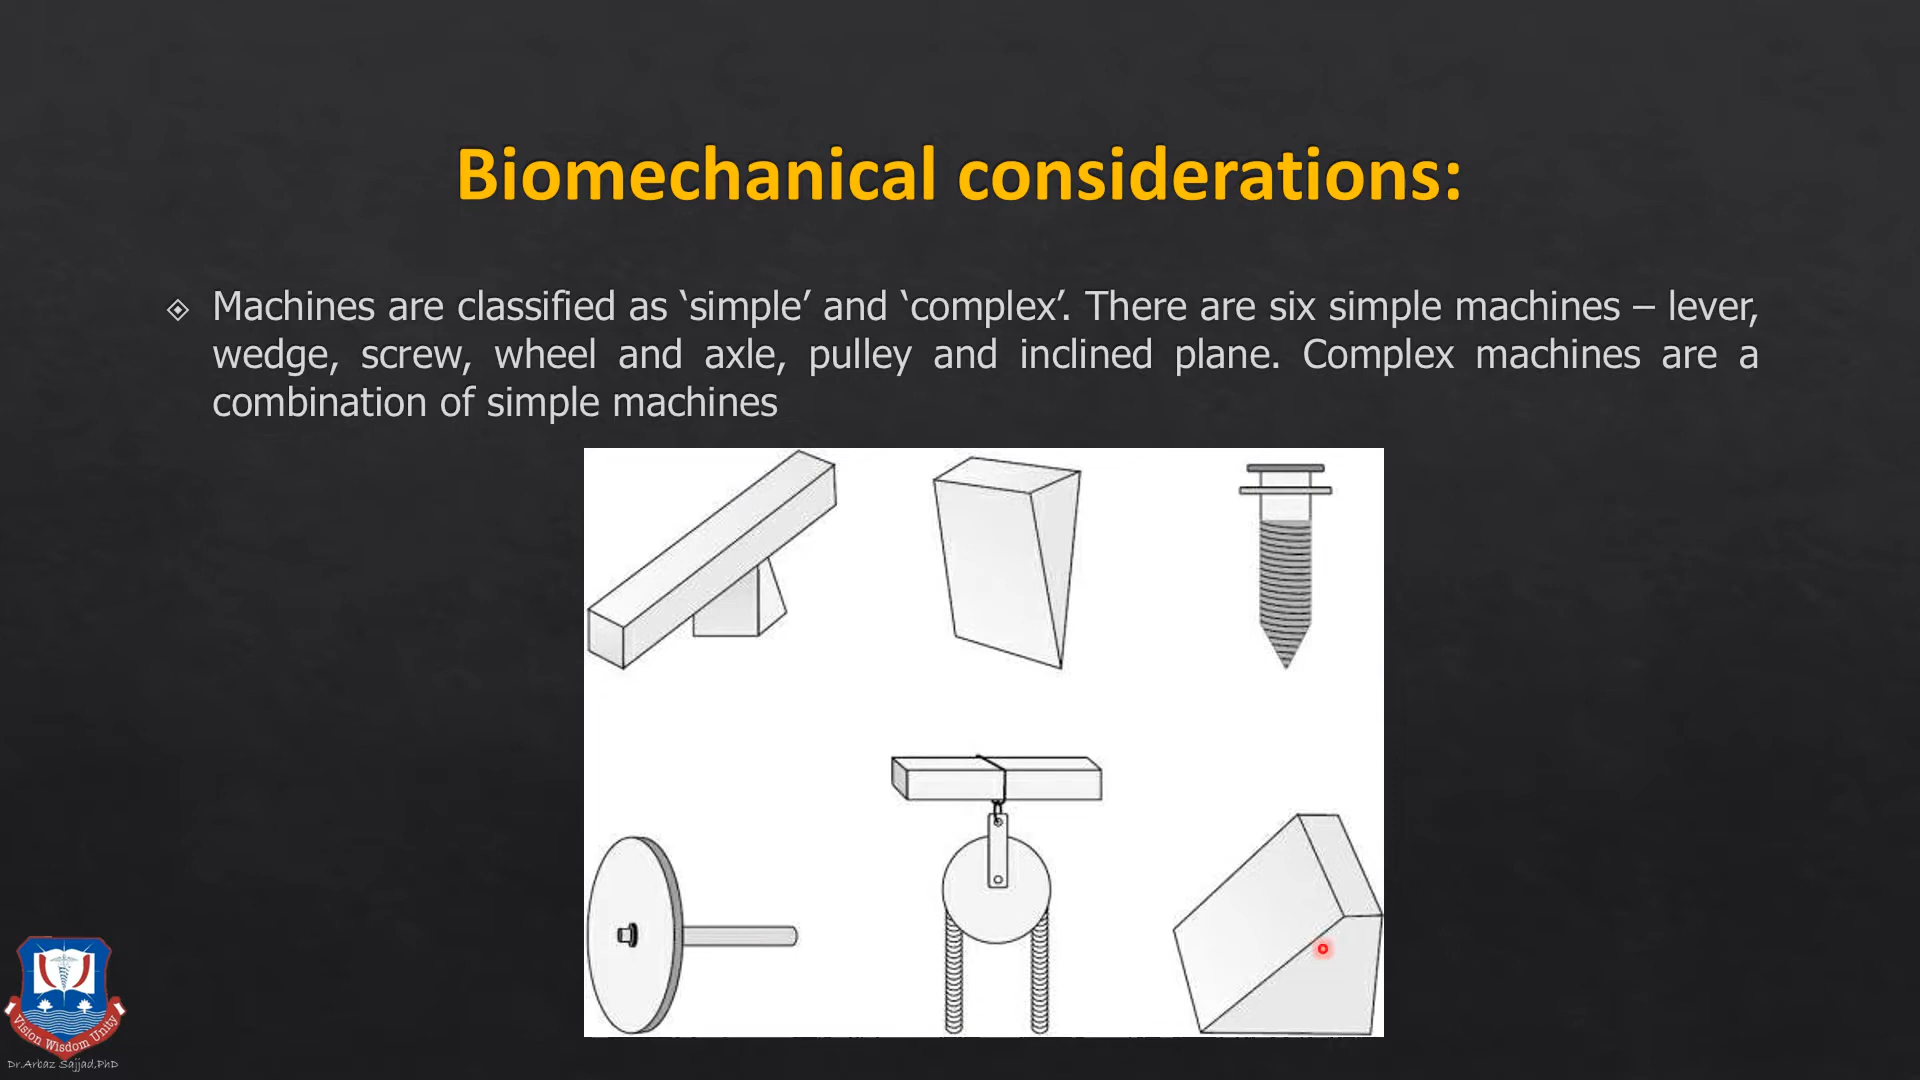 Biomechanical considerations:
Machines are classified as ‘simple’ and ‘complex’. There are six simple machines – lever,
wedge, screw, wheel and axle, pulley and inclined plane. Complex machines are a
combination of simple machines
Vision Wisdom Unity
Dr.Arbaz Sajjad,PhD